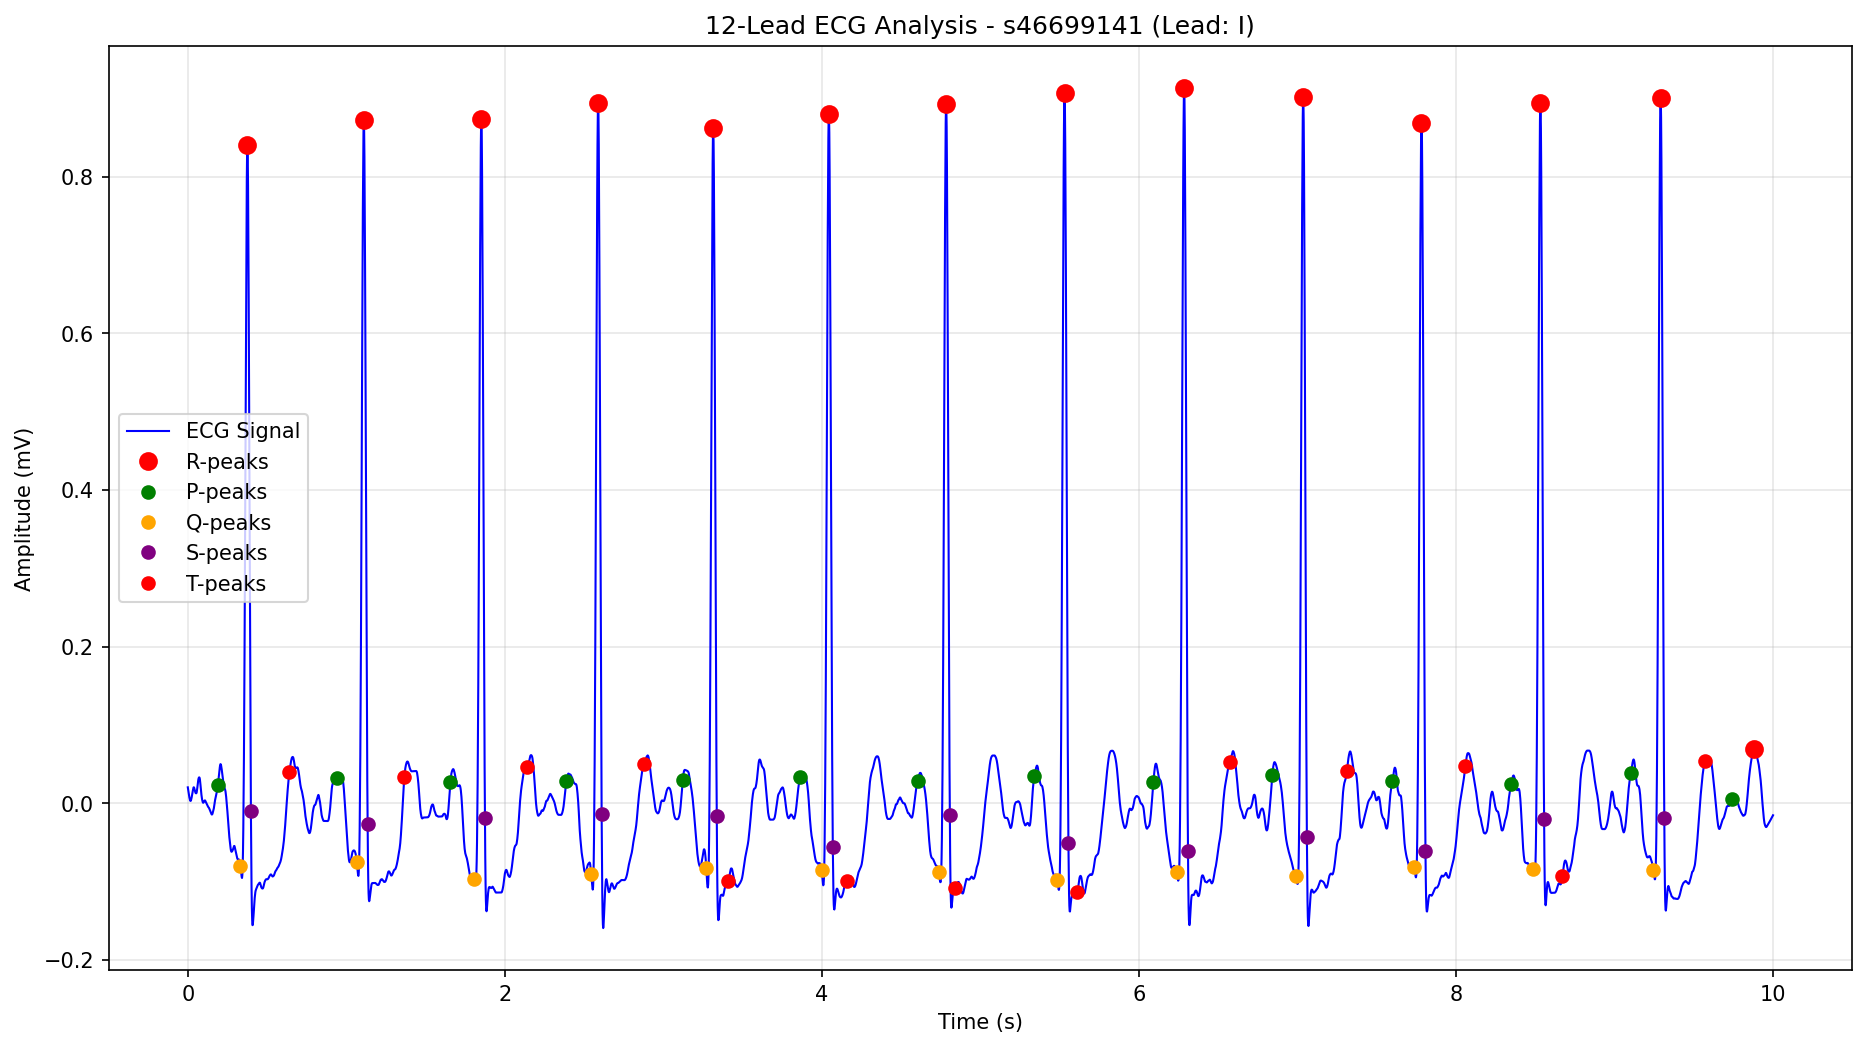 12-Lead ECG Analysis - s46699141 (Lead: I)
Amplitude (mV)
0.8
0.6
0.4
0.2
0.0
−0.2
ECG Signal
R-peaks
P-peaks
Q-peaks
S-peaks
T-peaks
0 2 4 6 8 10
Time (s)